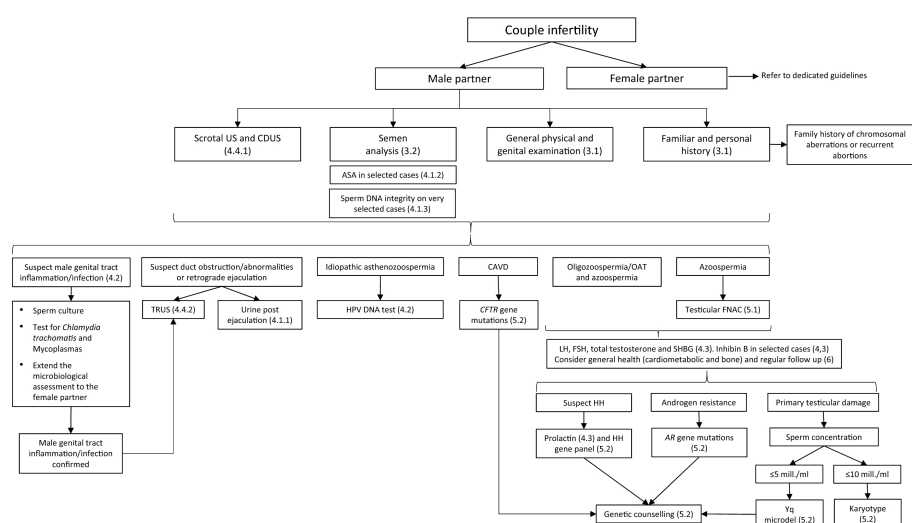 Couple infertility
Male partner
Female partner
Refer to dedicated guidelines
Scrotal US and CDUS
(4.4.1)
Semen
analysis (3.2)
General physical and
genital examination (3.1)
Familiar and personal
history (3.1)
Family history of chromosomal
aberrations or recurrent
abortions
ASA in selected cases (4.1.2)
Sperm DNA integrity on very
selected cases (4.1.3)
Suspect male genital tract
inflammation/infection (4.2)
Suspect duct obstruction/abnormalities
or retrograde ejaculation
Idiopathic asthenozoospermia
CAVD
Oligozoospermia/OAT
and azoospermia
Azoospermia
• Sperm culture
• Test for Chlamydia
trachomatis and
Mycoplasmas
• Extend the
microbiological
assessment to the
female partner
TRUS (4.4.2)
Urine post
ejaculation (4.1.1)
HPV DNA test (4.2)
CFTR gene
mutations (5.2)
Testicular FNAC (5.1)
LH, FSH, total testosterone and SHBG (4.3). Inhibin B in selected cases (4,3)
Consider general health (cardiometabolic and bone) and regular follow up (6)
Suspect HH
Androgen resistance
Primary testicular damage
Male genital tract
inflammation/infection
confirmed
Prolactin (4.3) and HH
gene panel (5.2)
AR gene mutations
(5.2)
Sperm concentration
≤5 mill./ml
≤10 mill./ml
Genetic counselling (5.2)
Yq
microdel (5.2)
Karyotype
(5.2)